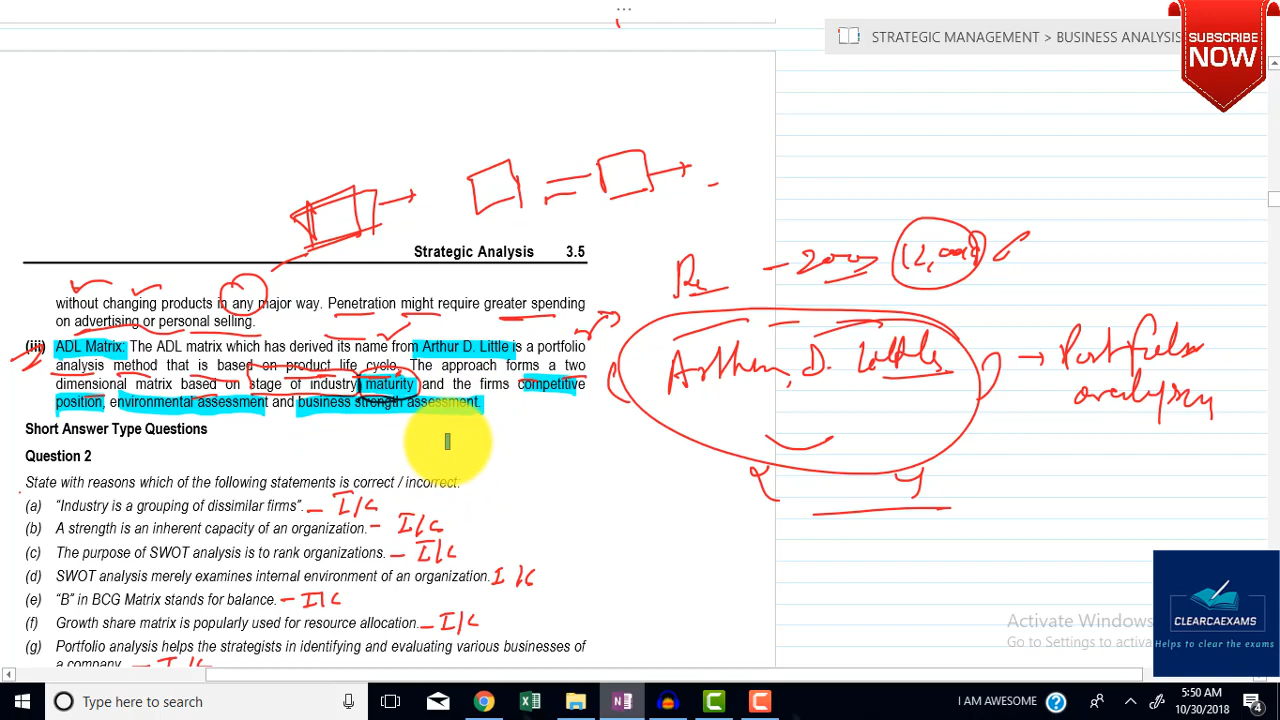 STRATEGIC MANAGEMENT > BUSINESS ANALYSIS
SUBSCRIBE
NOW
Strategic Analysis 3.5
without changing products in any major way. Penetration might require greater spending
on advertising or personal selling.
(iii) ADL Matrix: The ADL matrix which has derived its name from Arthur D. Little is a portfolio
analysis method that is based on product life cycle. The approach forms a two
dimensional matrix based on stage of industry maturity and the firms competitive
position, environmental assessment and business strength assessment.
Short Answer Type Questions
Question 2
State with reasons which of the following statements is correct / incorrect:
(a) “Industry is a grouping of dissimilar firms”. – I/C
(b) A strength is an inherent capacity of an organization. – I/C
(c) The purpose of SWOT analysis is to rank organizations. – I/C
(d) SWOT analysis merely examines internal environment of an organization. I/C
(e) “B” in BCG Matrix stands for balance. – I/C
(f) Growth share matrix is popularly used for resource allocation. – I/C
(g) Portfolio analysis helps the strategists in identifying and evaluating various businesses of
a company. – I/C
Arthur D. Little
Portfolio
analysis
CLEARCAEXAMS
Helps to clear the exams
Activate Windows
Go to Settings to activa
Type here to search
I AM AWESOME
5:50 AM
10/30/2018
4